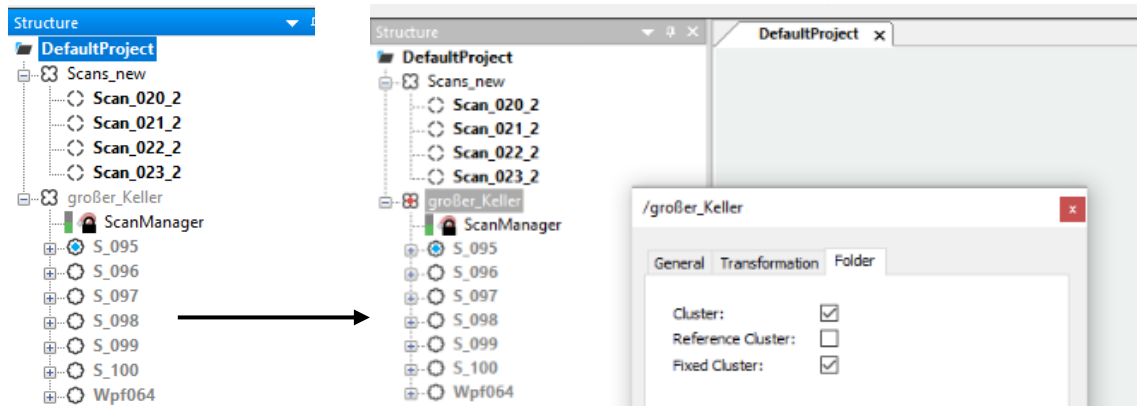 Structure
DefaultProject
Scans_new
Scan_020_2
Scan_021_2
Scan_022_2
Scan_023_2
großer_Keller
ScanManager
S_095
S_096
S_097
S_098
S_099
S_100
Wpf064
Structure
DefaultProject
Scans_new
Scan_020_2
Scan_021_2
Scan_022_2
Scan_023_2
großer_Keller
ScanManager
S_095
S_096
S_097
S_098
S_099
S_100
Wpf064
DefaultProject x
/großer_Keller x
General Transformation Folder
Cluster:
Reference Cluster:
Fixed Cluster: